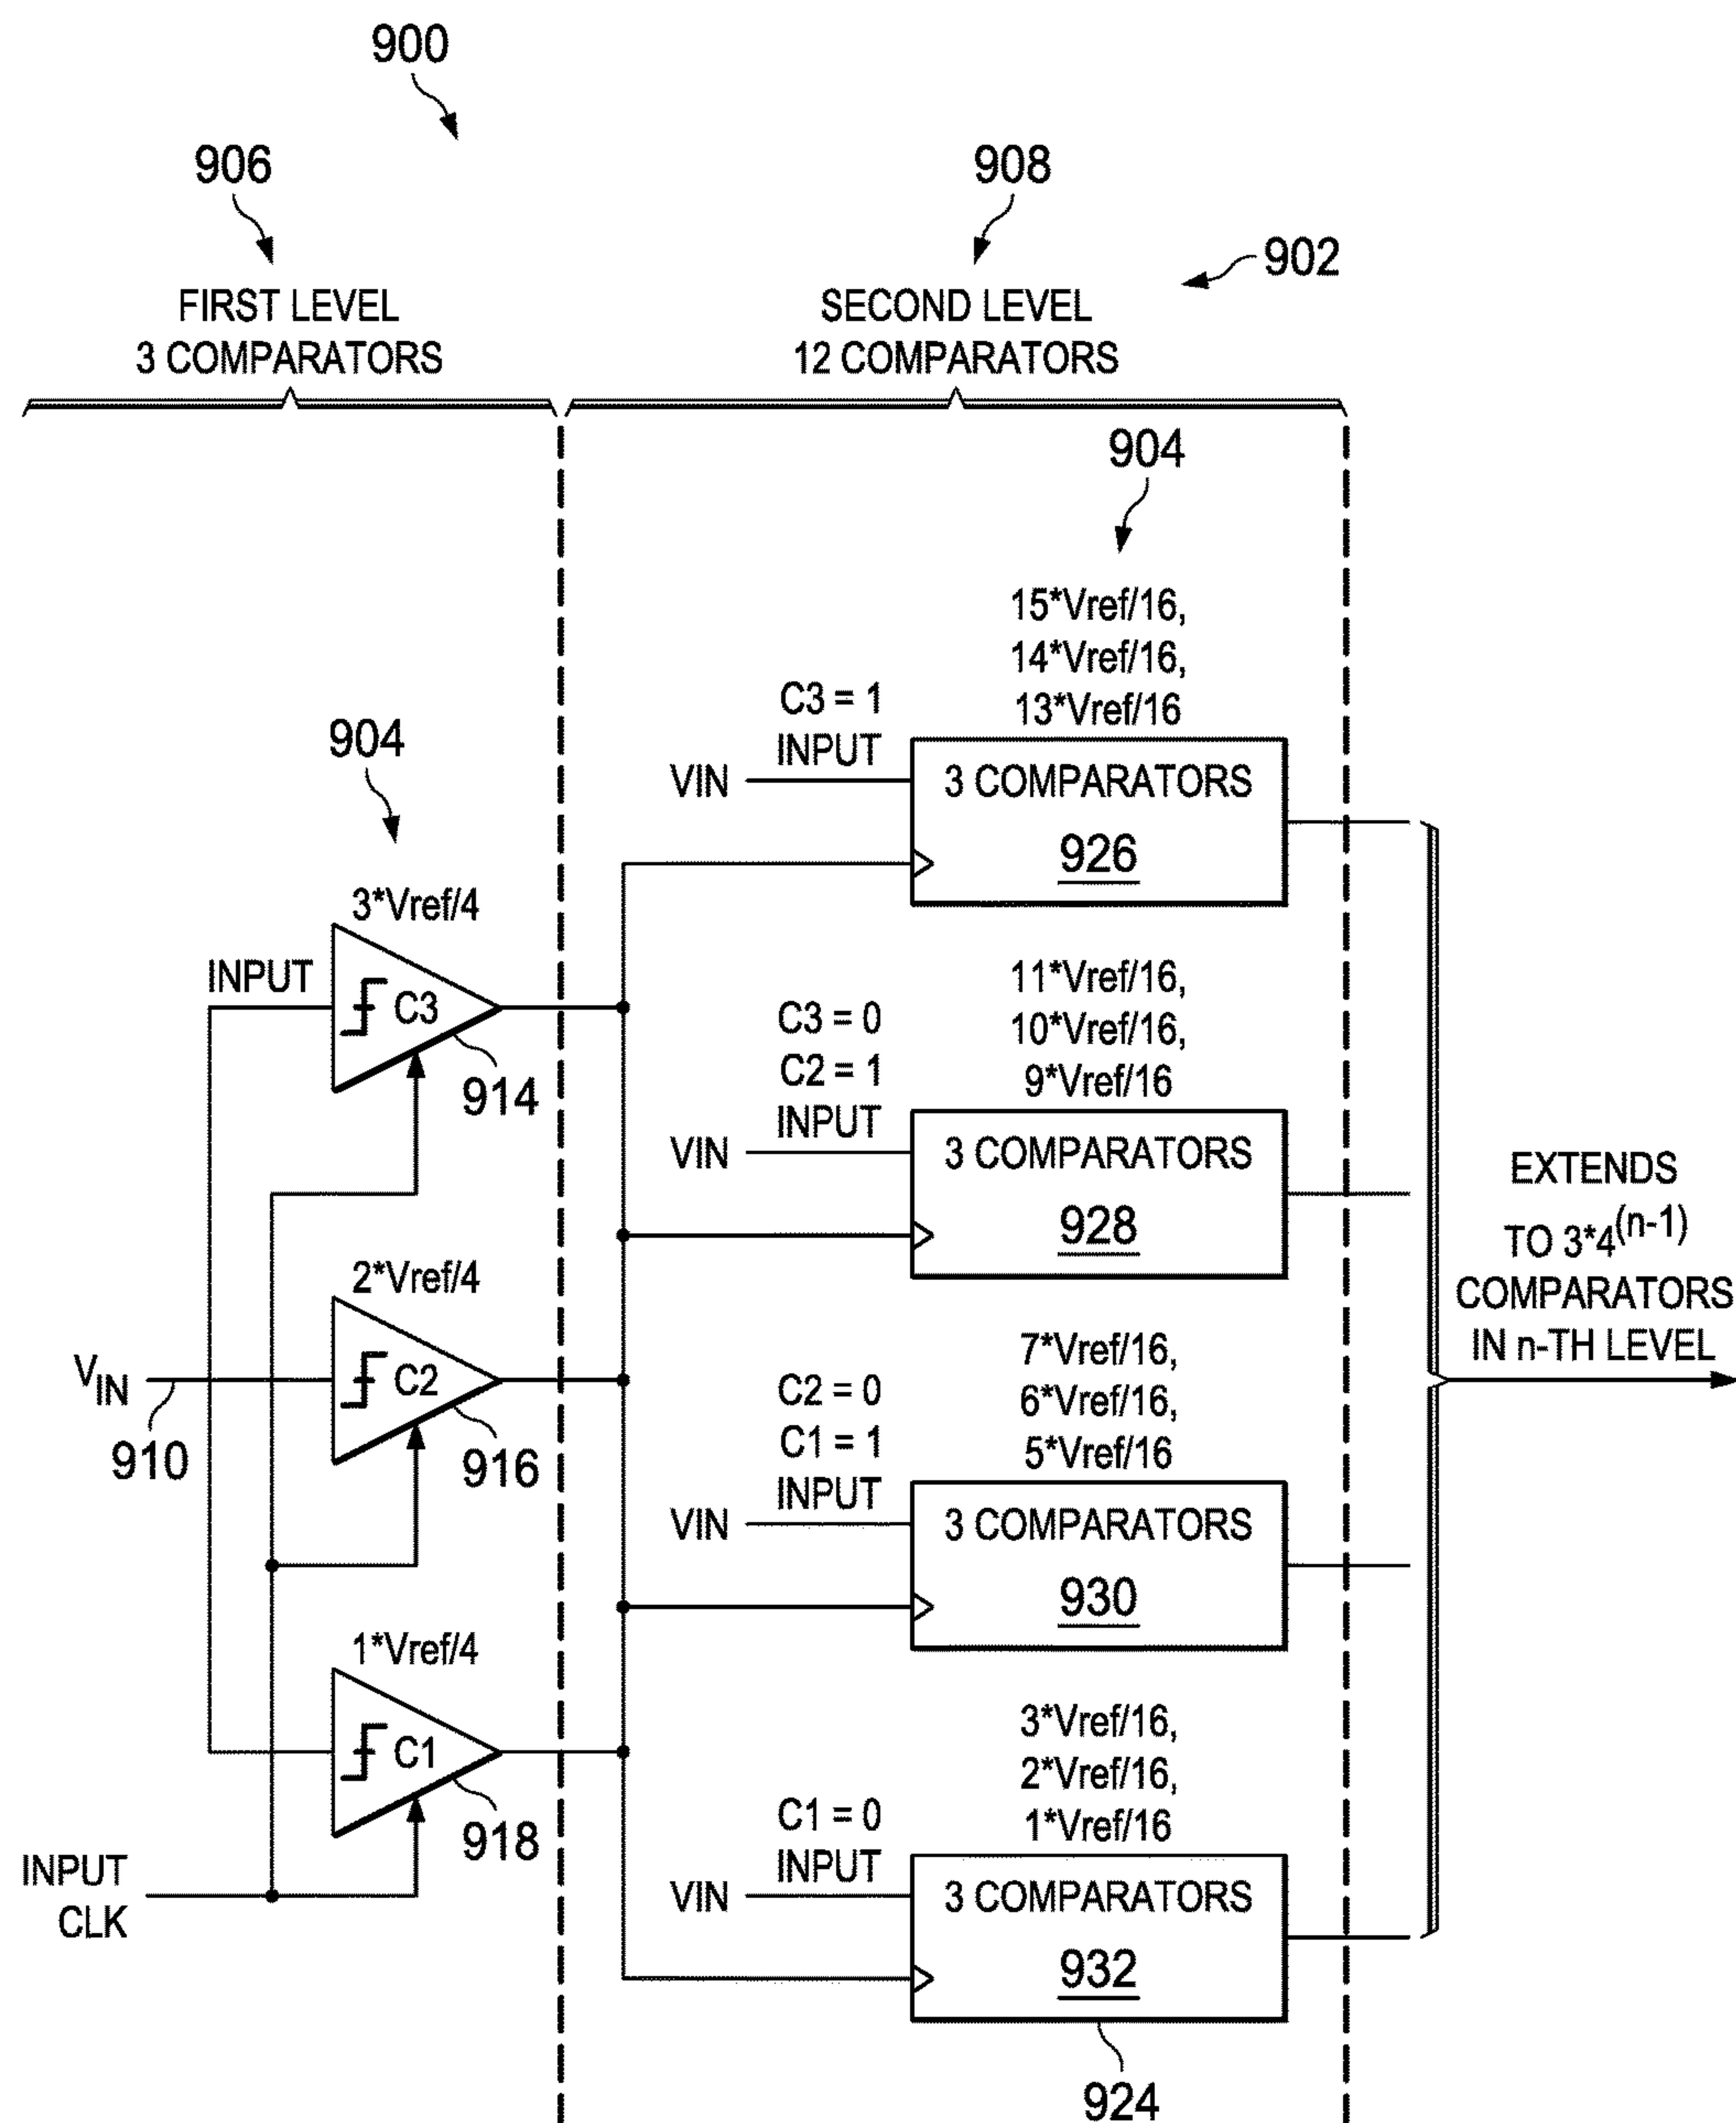 900
906
908
902
FIRST LEVEL
3 COMPARATORS
SECOND LEVEL
12 COMPARATORS
904
15*Vref/16,
14*Vref/16,
13*Vref/16
C3 = 1
INPUT
VIN
3 COMPARATORS
926
904
3*Vref/4
INPUT
C3
914
11*Vref/16,
10*Vref/16,
9*Vref/16
C3 = 0
C2 = 1
INPUT
VIN
3 COMPARATORS
928
EXTENDS
TO 3*4(n-1)
COMPARATORS
IN n-TH LEVEL
2*Vref/4
VIN
910
C2
916
7*Vref/16,
6*Vref/16,
5*Vref/16
C2 = 0
C1 = 1
INPUT
VIN
3 COMPARATORS
930
1*Vref/4
C1
918
3*Vref/16,
2*Vref/16,
1*Vref/16
C1 = 0
INPUT
VIN
3 COMPARATORS
932
INPUT
CLK
924